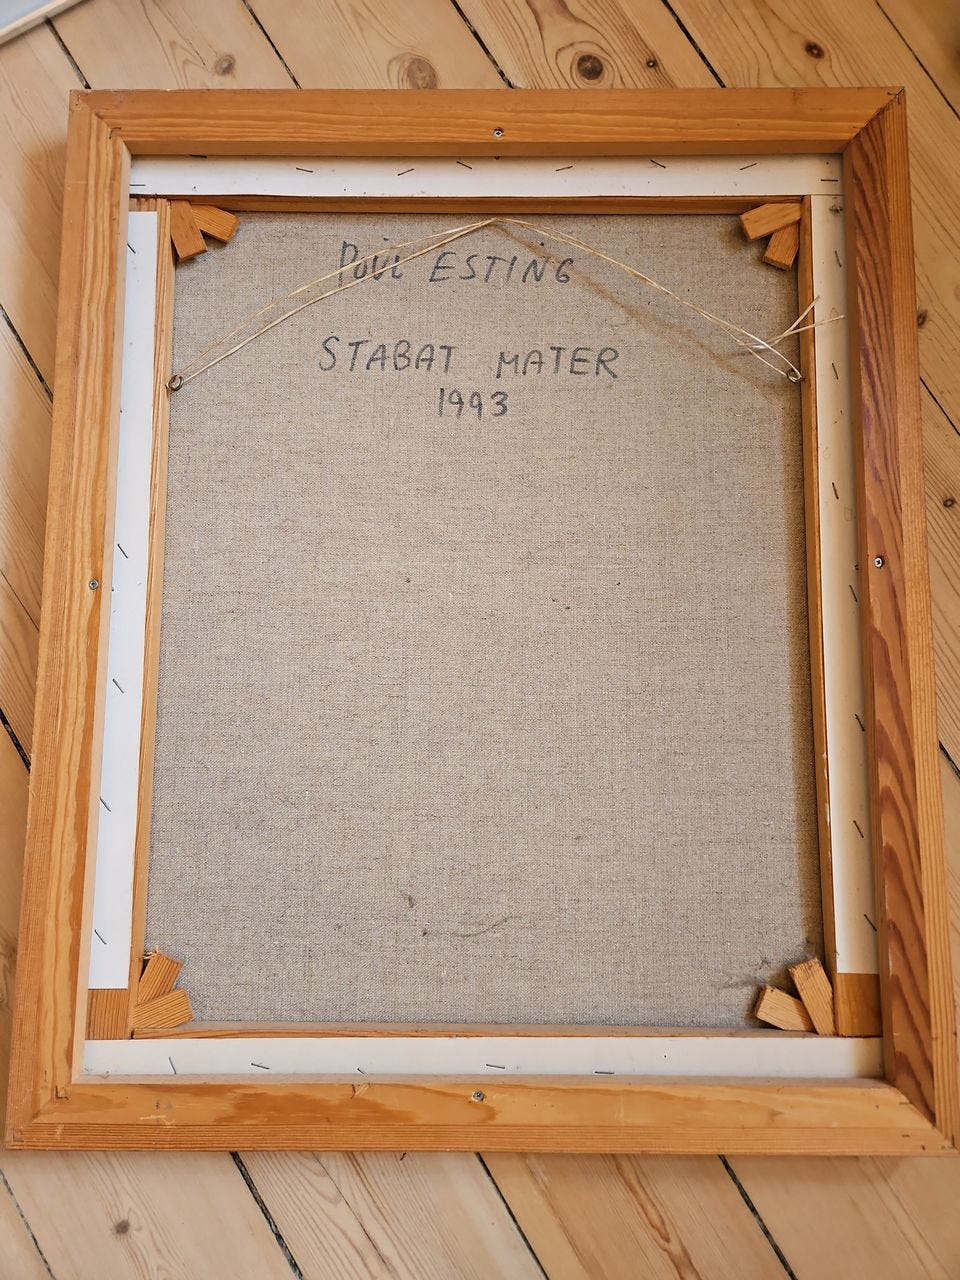 Poul ESTING
STABAT MATER
1993